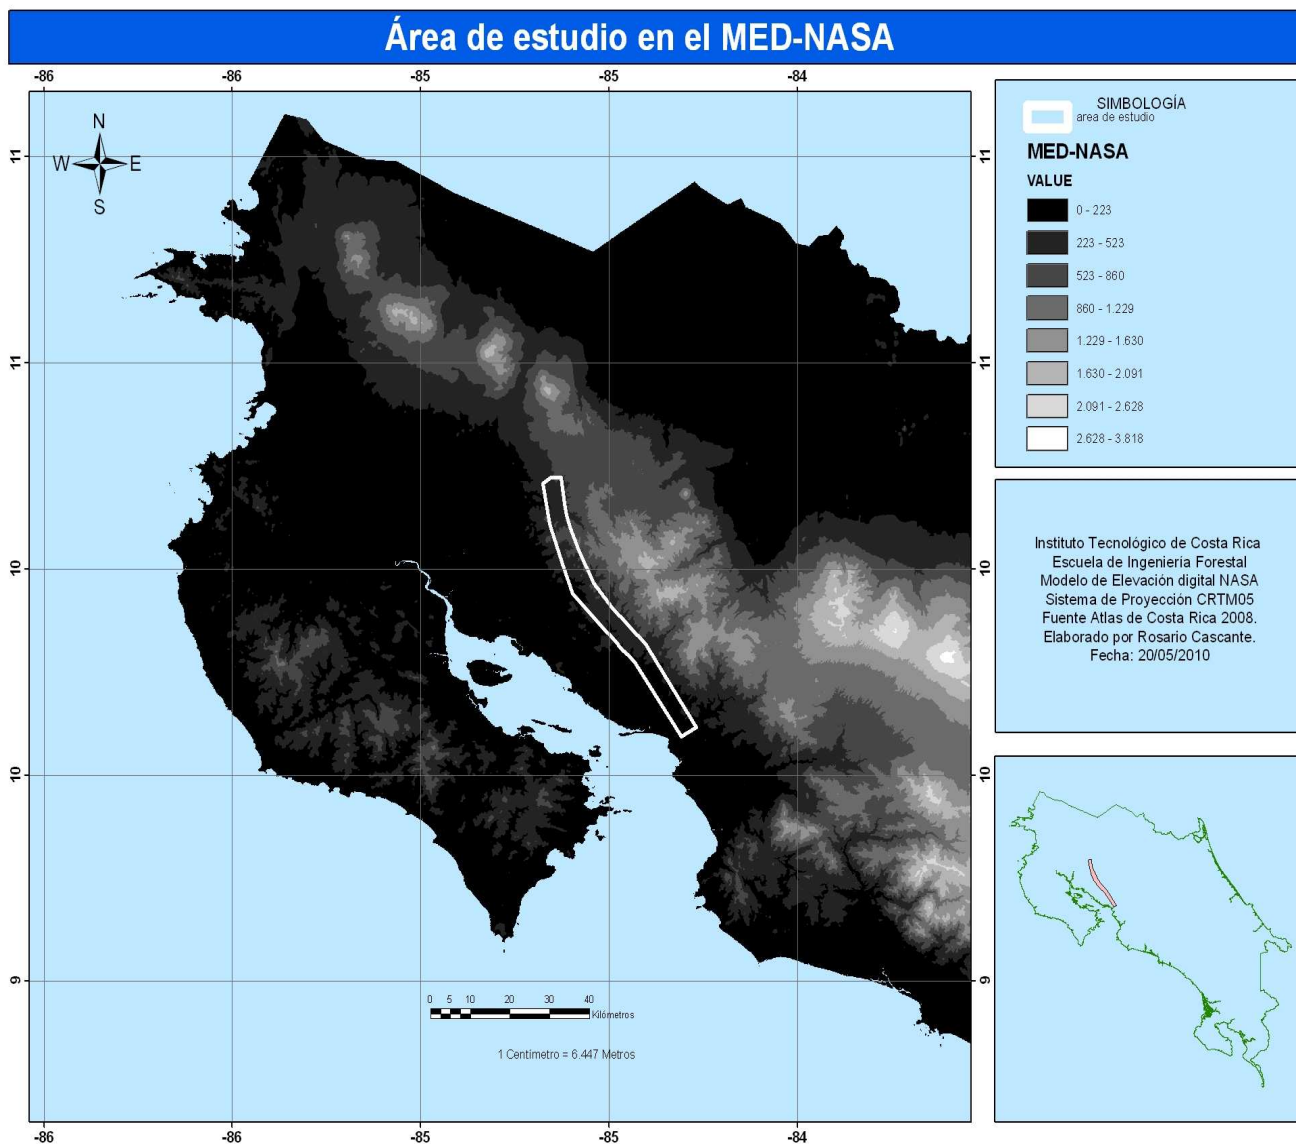 Área de estudio en el MED-NASA
-86 -86 -85 -85 -84
N
W E
S
11 11
11 11
10 10
10 10
9 9
SIMBOLOGÍA
area de estudio
MED-NASA
VALUE
0 - 223
223 - 523
523 - 860
860 - 1.229
1.229 - 1.630
1.630 - 2.091
2.091 - 2.628
2.628 - 3.818
Instituto Tecnológico de Costa Rica
Escuela de Ingenieria Forestal
Modelo de Elevación digital NASA
Sistema de Proyección CRTM05
Fuente Atlas de Costa Rica 2008.
Elaborado por Rosario Cascante.
Fecha: 20/05/2010
0 5 10 20 30 40
Kilómetros
1 Centímetro = 6.447 Metros
-86 -86 -85 -85 -84